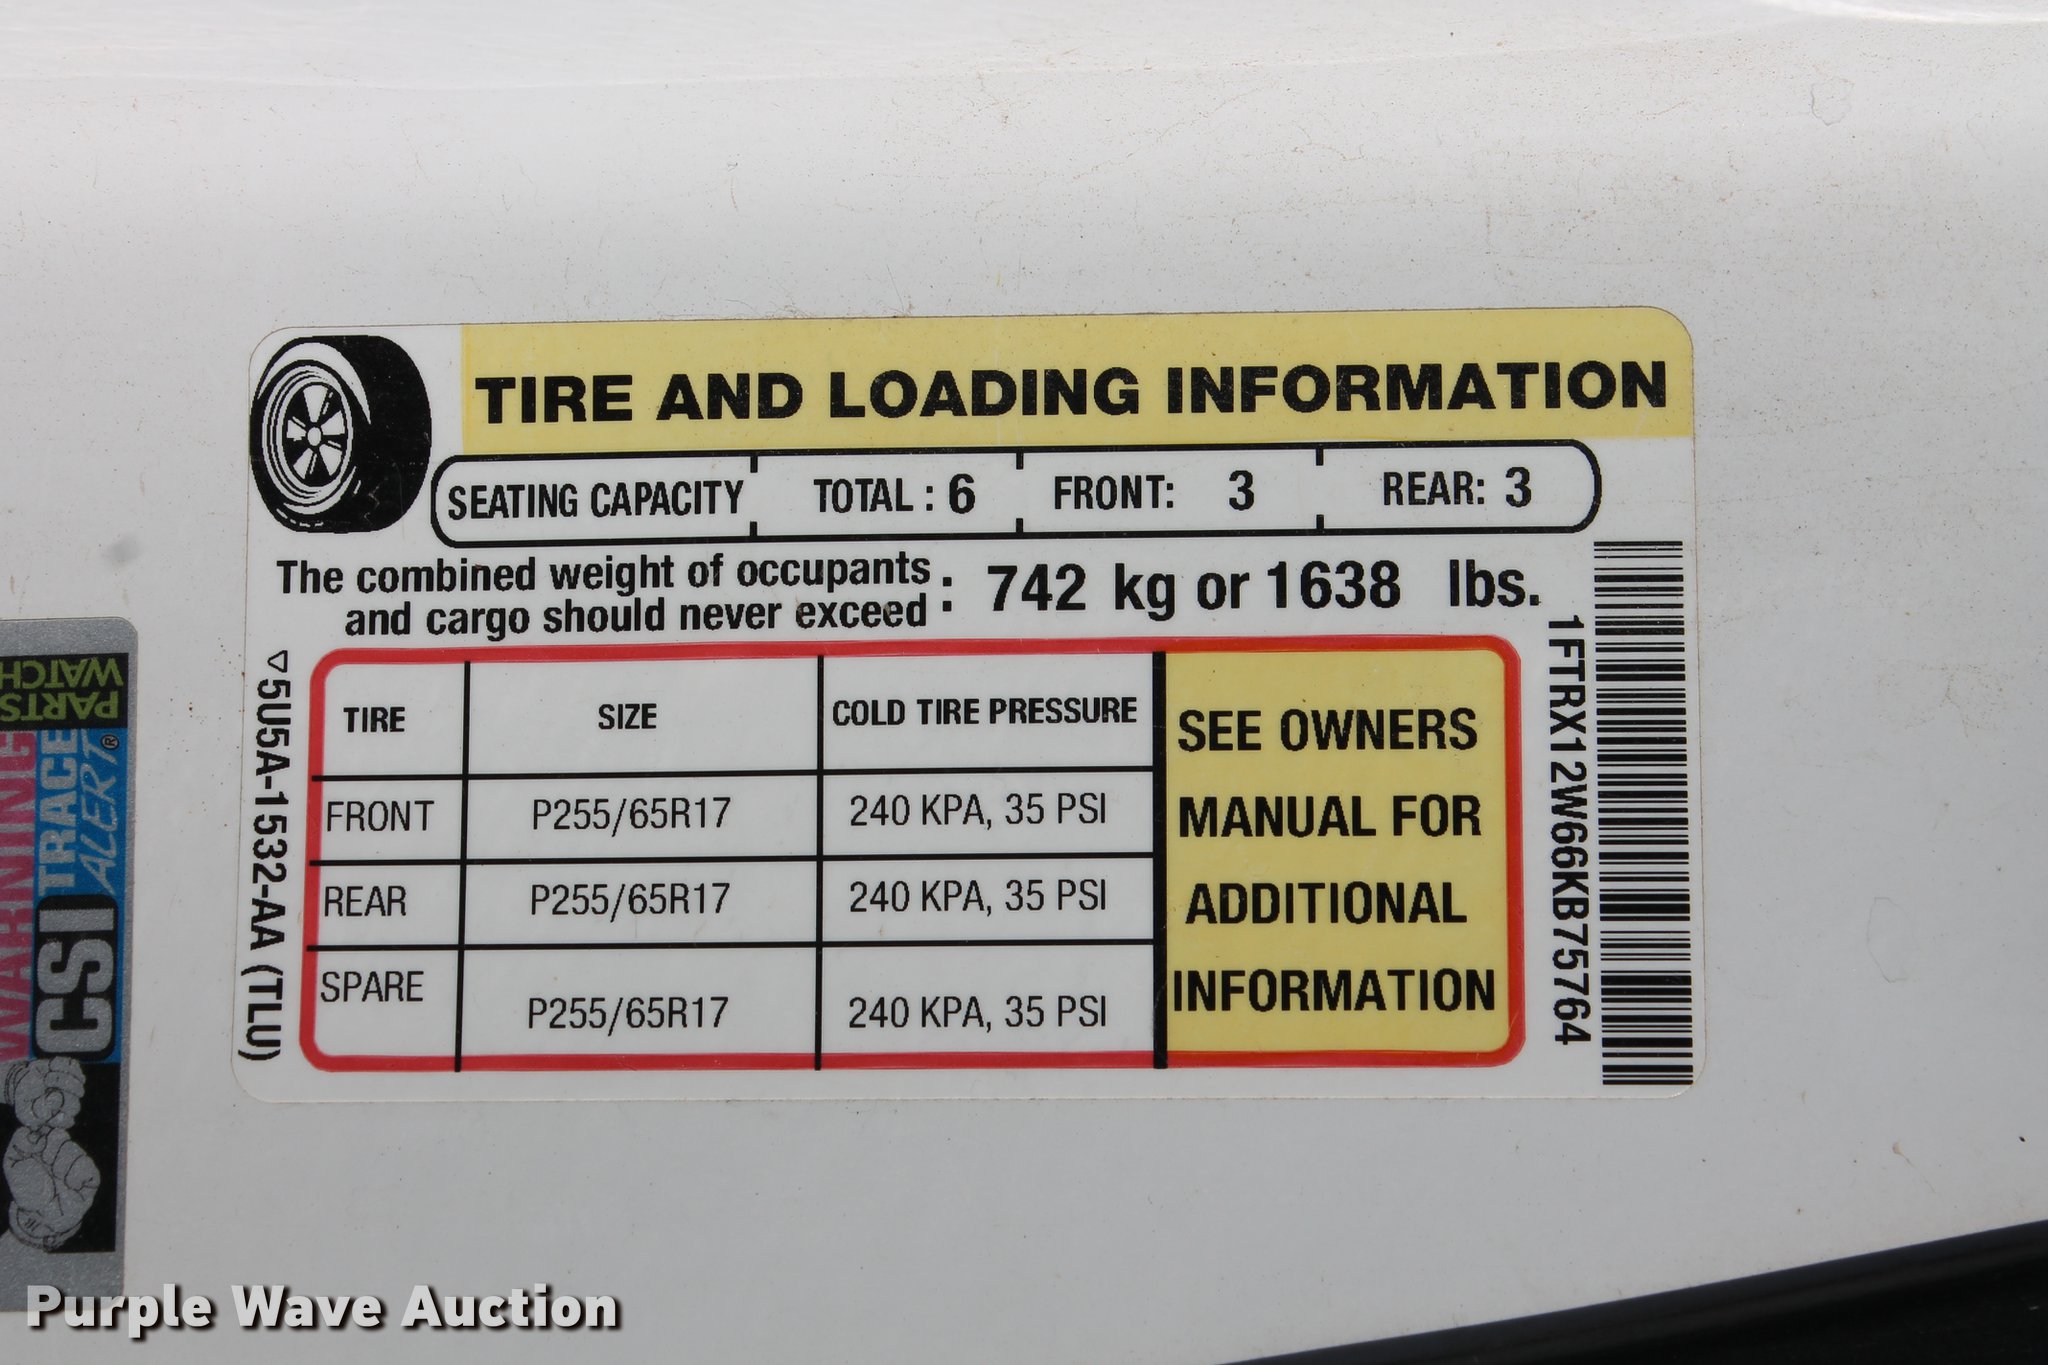 TIRE AND LOADING INFORMATION
SEATING CAPACITY TOTAL : 6 FRONT: 3 REAR: 3
The combined weight of occupants
and cargo should never exceed : 742 kg or 1638 lbs.
TIRE SIZE COLD TIRE PRESSURE
FRONT P255/65R17 240 KPA, 35 PSI
REAR P255/65R17 240 KPA, 35 PSI
SPARE P255/65R17 240 KPA, 35 PSI
SEE OWNERS
MANUAL FOR
ADDITIONAL
INFORMATION
5U5A-1532-AA (TLU)
1FTRX12W66KB75764
PARTS
WATCH
WARNING
CSI TRACE
ALERT®
Purple Wave Auction